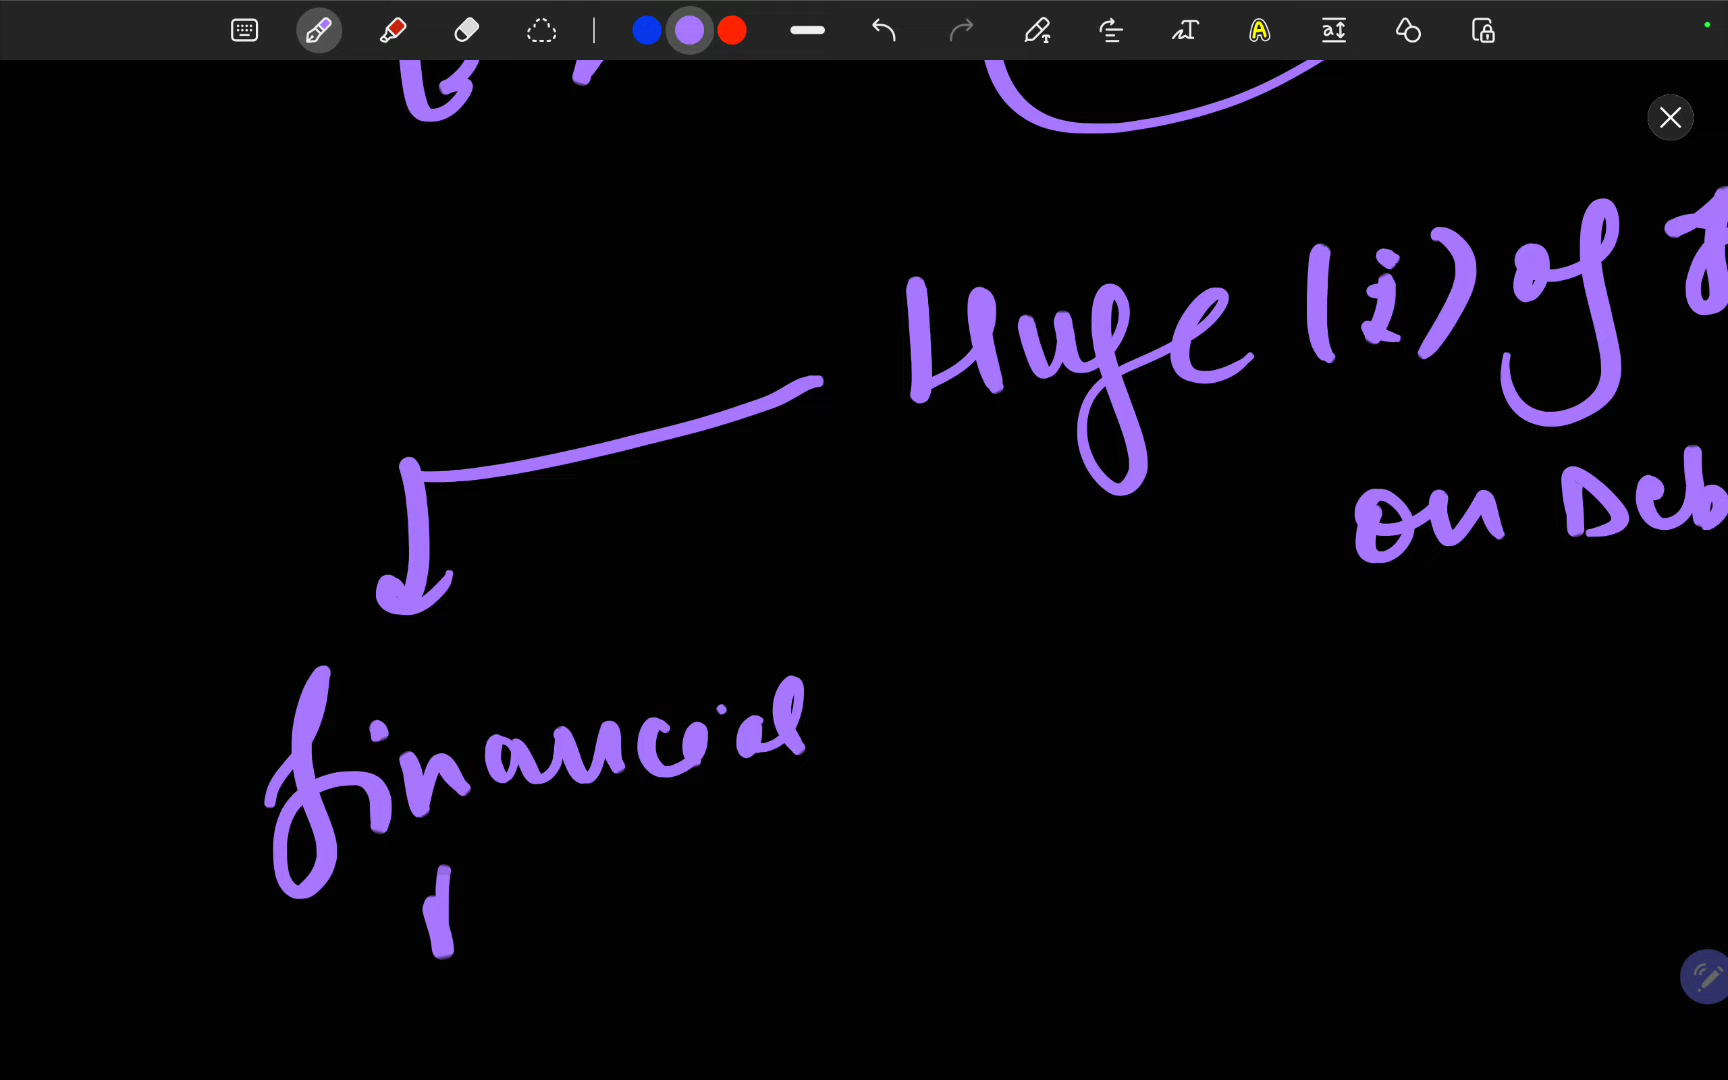 Huge (i) of
on Deb
financial